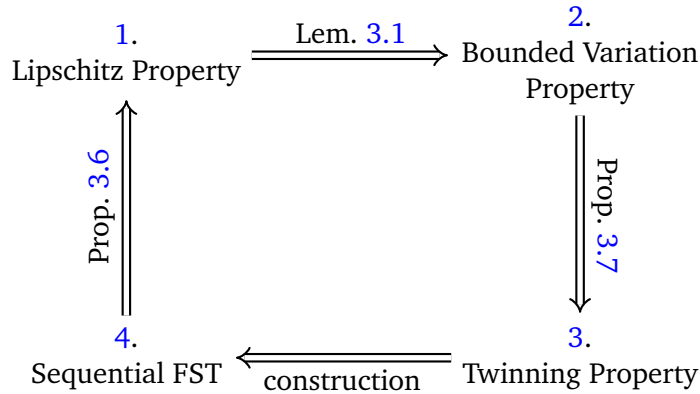 1.
Lipschitz Property
Lem. 3.1
2.
Bounded Variation
Property
Prop. 3.6
Prop. 3.7
4.
Sequential FST
construction
3.
Twinning Property